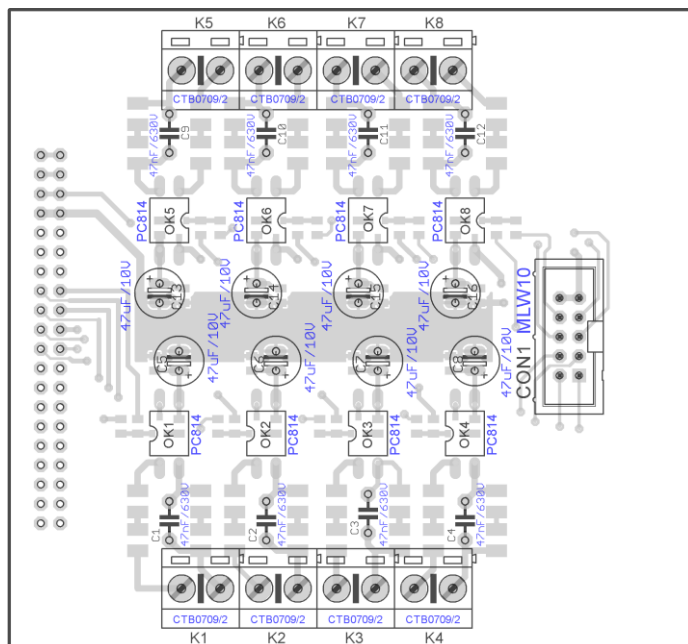 K5 K6 K7 K8
CTB0709/2 CTB0709/2 CTB0709/2 CTB0709/2
47nF/630V C9 47nF/630V C10 47nF/630V C11 47nF/630V C12
PC814 OK5 PC814 OK6 PC814 OK7 PC814 OK8
47uF/10V C13 47uF/10V C14 47uF/10V C15 47uF/10V C16
CON1 MLW10
C5 47uF/10V C6 47uF/10V C7 47uF/10V C8 47uF/10V
OK1 PC814 OK2 PC814 OK3 PC814 OK4 PC814
C1 47nF/630V C2 47nF/630V C3 47nF/630V C4 47nF/630V
CTB0709/2 CTB0709/2 CTB0709/2 CTB0709/2
K1 K2 K3 K4